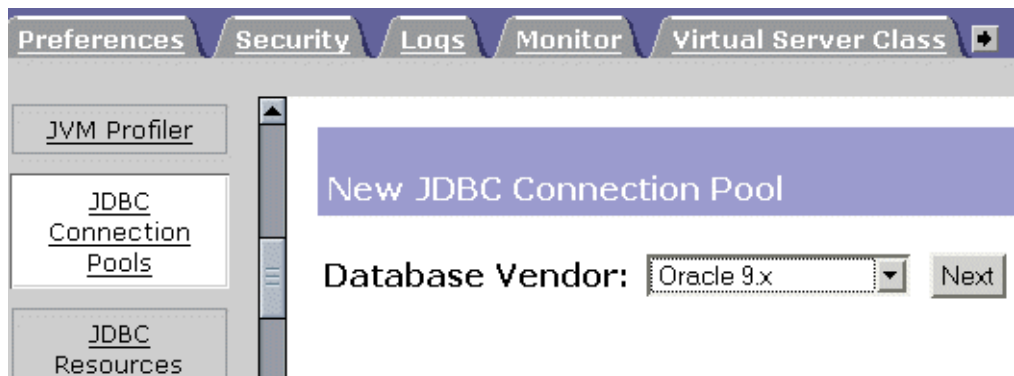 Preferences Security Logs Monitor Virtual Server Class
JVM Profiler
JDBC
Connection
Pools
JDBC
Resources
New JDBC Connection Pool
Database Vendor: Oracle 9.x Next